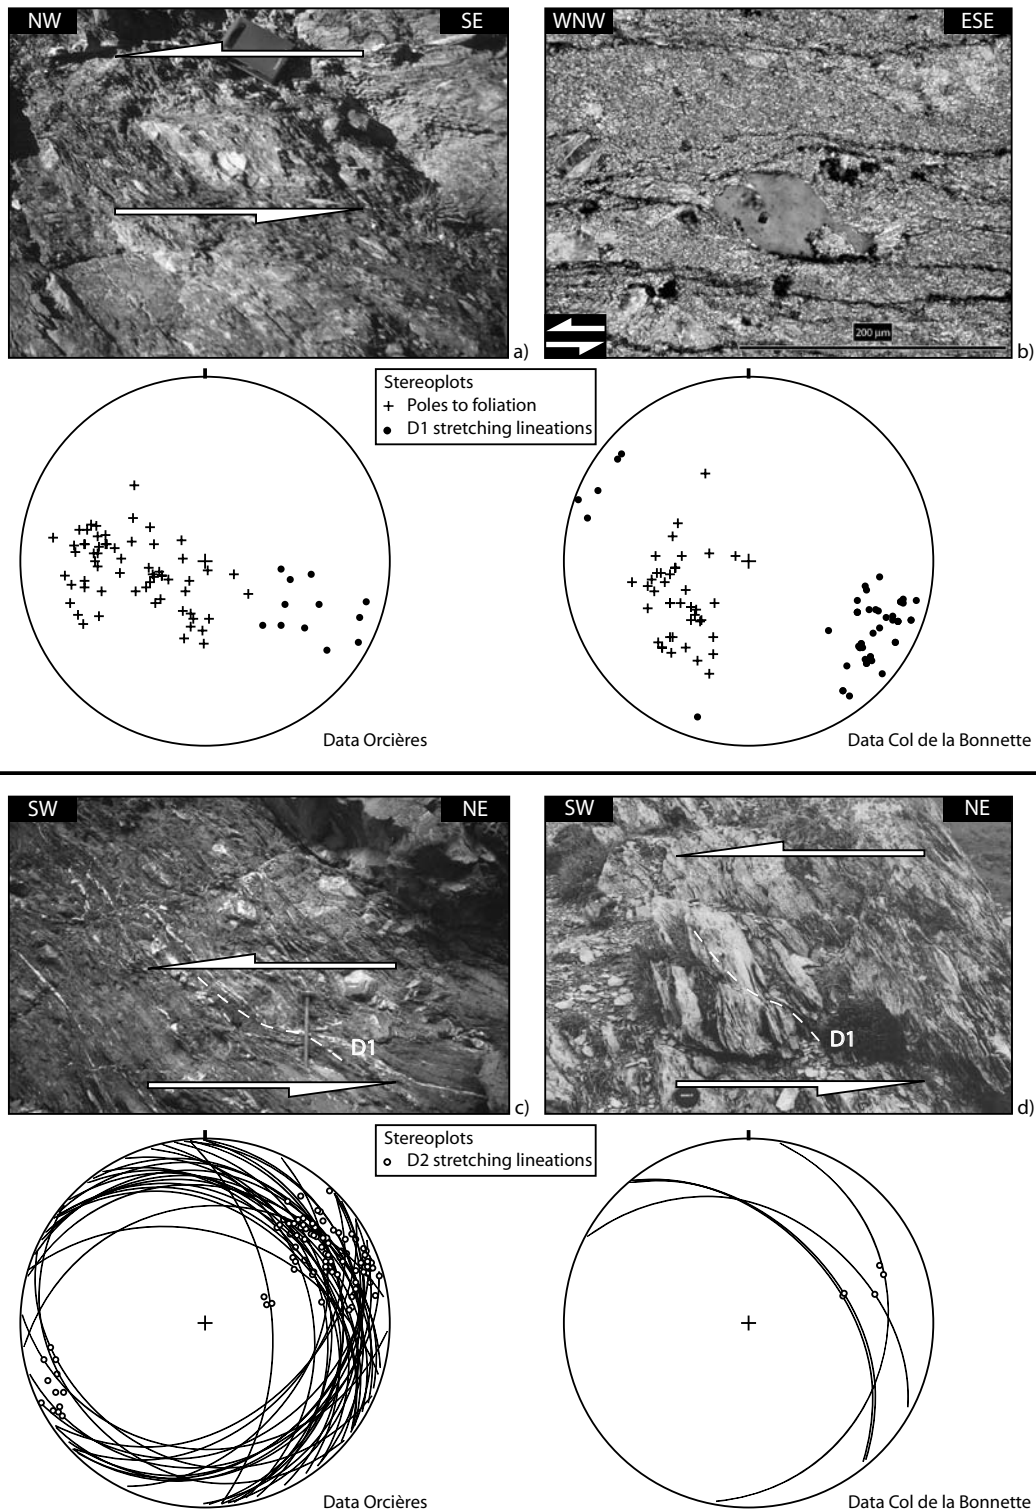 NW
SE
a)
WNW
ESE
200 µm
b)
Stereoplots
+ Poles to foliation
● D1 stretching lineations
Data Orcières
Data Col de la Bonnette
SW
NE
D1
c)
SW
NE
D1
d)
Stereoplots
D2 stretching lineations
Data Orcières
Data Col de la Bonnette